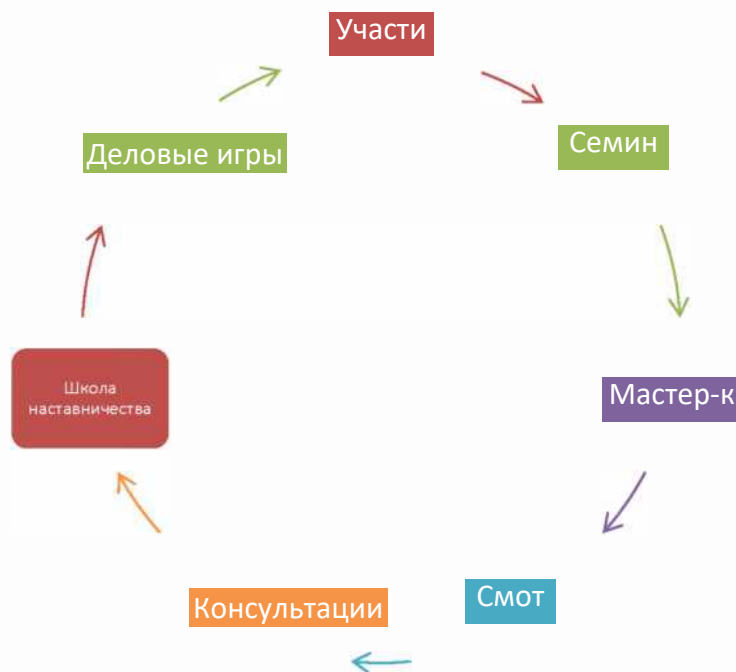 Участи
Деловые игры
Семин
Школа
наставничества
Мастер-к
Консультации
Смот